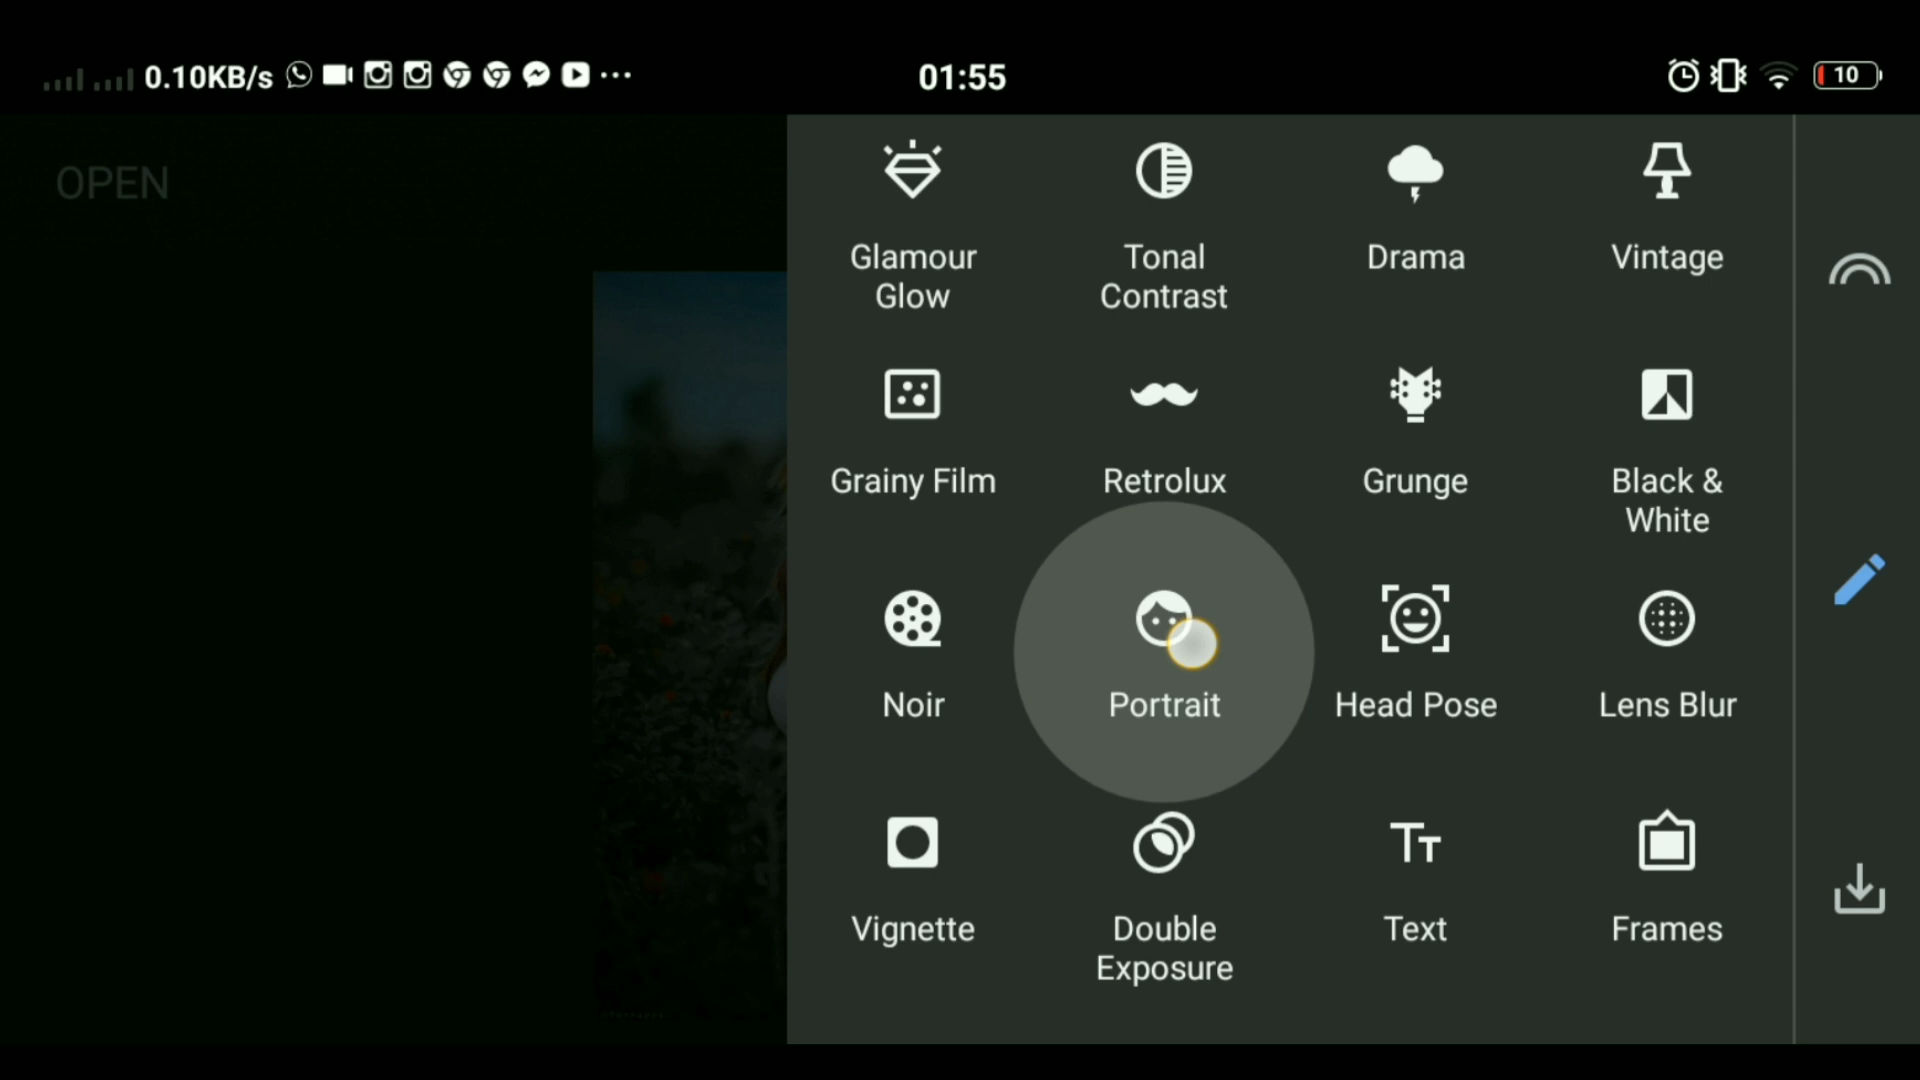 0.10KB/s
01:55
10
OPEN
Glamour
Glow
Tonal
Contrast
Drama
Vintage
Grainy Film
Retrolux
Grunge
Black &
White
Noir
Portrait
Head Pose
Lens Blur
Vignette
Double
Exposure
Text
Frames